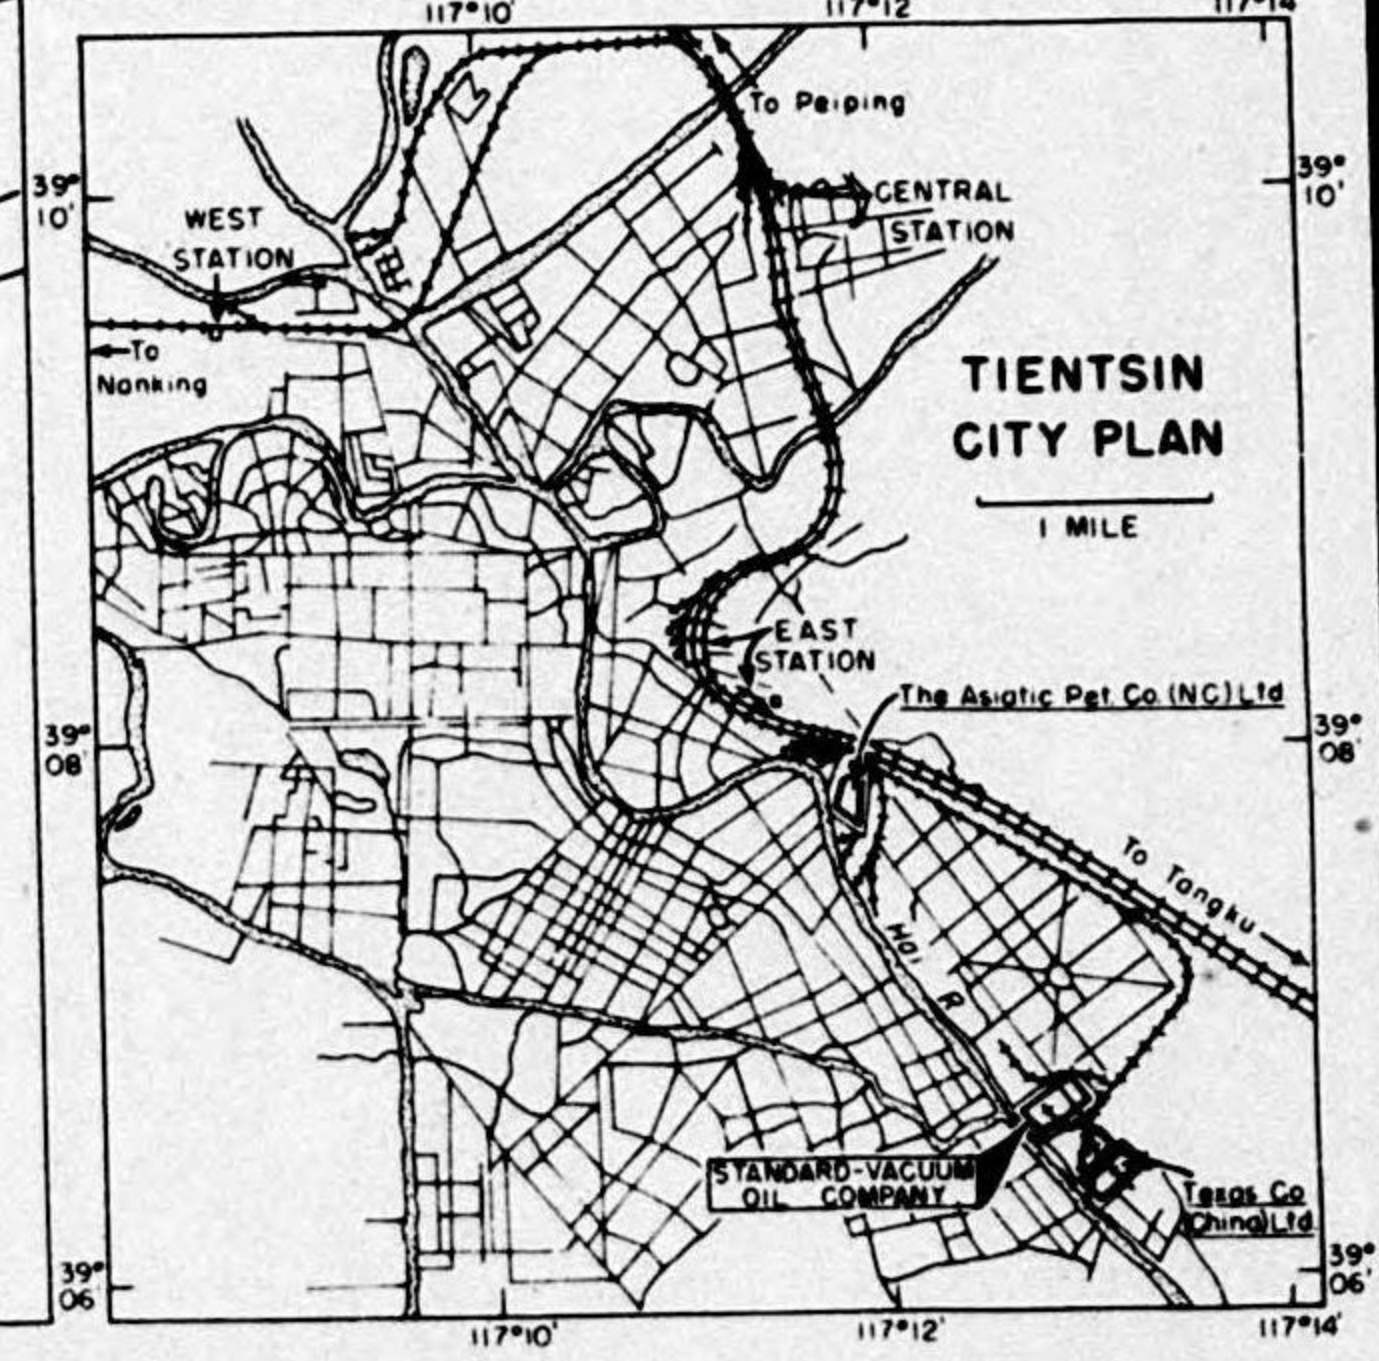 117°10'
117°12'
117°14'
To Peiping
39°
10'
39°
10'
CENTRAL
STATION
WEST
STATION
To
Nanking
TIENTSIN
CITY PLAN
1 MILE
EAST
STATION
The Asiatic Pet. Co. (NC) Ltd
39°
08'
39°
08'
To Tangku
Hai R
STANDARD-VACUUM
OIL COMPANY
Texas Co
(China) Ltd
39°
06'
39°
06'
117°10'
117°12'
117°14'